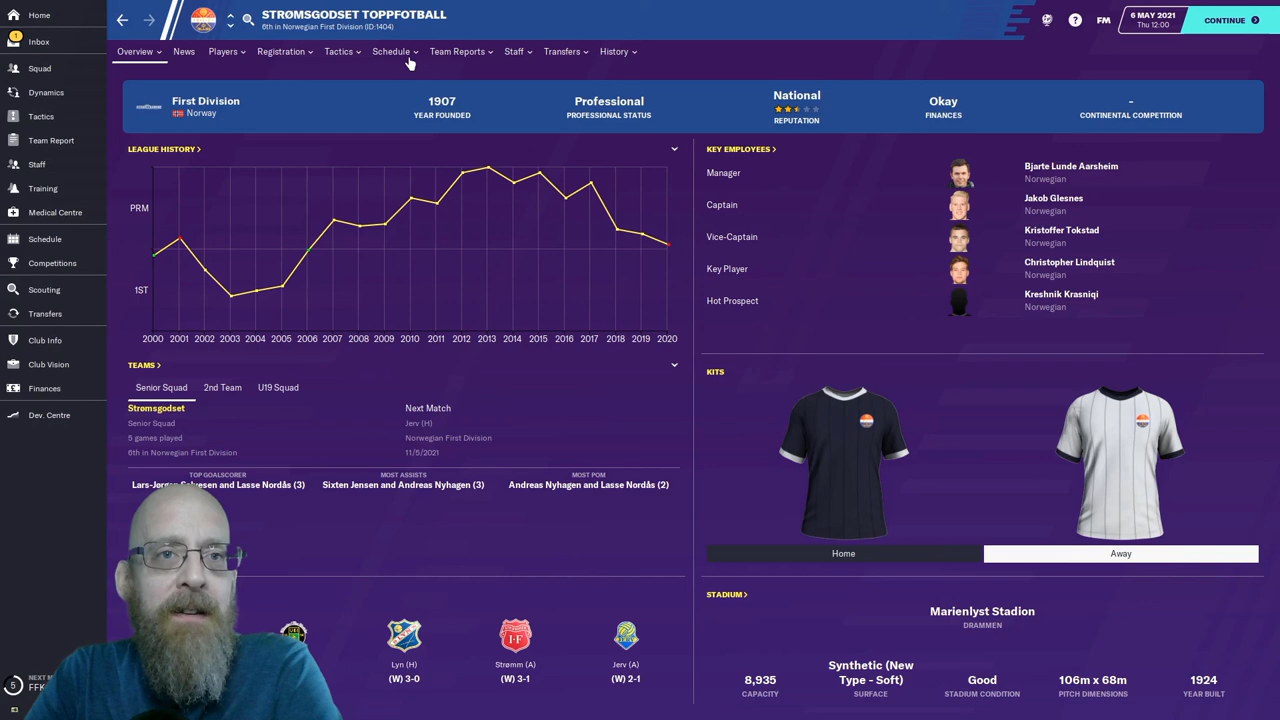 Home
STRØMSGODSET TOPPFOTBALL
6th in Norwegian First Division (ID:1404)
?
FM
6 MAY 2021
Thu 12:00
CONTINUE
1
Inbox
Squad
Dynamics
Tactics
Team Report
Staff
Training
Medical Centre
Schedule
Competitions
Scouting
Transfers
Club Info
Club Vision
Finances
Dev. Centre
Overview
News
Players
Registration
Tactics
Schedule
Team Reports
Staff
Transfers
History
First Division
Norway
1907
YEAR FOUNDED
Professional
PROFESSIONAL STATUS
National
REPUTATION
Okay
FINANCES
-
CONTINENTAL COMPETITION
LEAGUE HISTORY >
PRM
1ST
2000 2001 2002 2003 2004 2005 2006 2007 2008 2009 2010 2011 2012 2013 2014 2015 2016 2017 2018 2019 2020
KEY EMPLOYEES >
Manager
Bjarte Lunde Aarsheim
Norwegian
Captain
Jakob Glesnes
Norwegian
Vice-Captain
Kristoffer Tokstad
Norwegian
Key Player
Christopher Lindquist
Norwegian
Hot Prospect
Kreshnik Krasniqi
Norwegian
TEAMS >
Senior Squad
2nd Team
U19 Squad
Strømsgodset
Senior Squad
5 games played
6th in Norwegian First Division
Next Match
Jerv (H)
Norwegian First Division
11/5/2021
TOP GOALSCORER
MOST ASSISTS
MOST POM
and Lasse Nordås (3)
Sixten Jensen and Andreas Nyhagen (3)
Andreas Nyhagen and Lasse Nordås (2)
KITS
Home
Away
Lyn (H)
(W) 3-0
Strømm (A)
(W) 3-1
Jerv (A)
(W) 2-1
STADIUM >
Marienlyst Stadion
DRAMMEN
8,935
CAPACITY
Synthetic (New
Type - Soft)
SURFACE
Good
STADIUM CONDITION
106m x 68m
PITCH DIMENSIONS
1924
YEAR BUILT
5
FFK